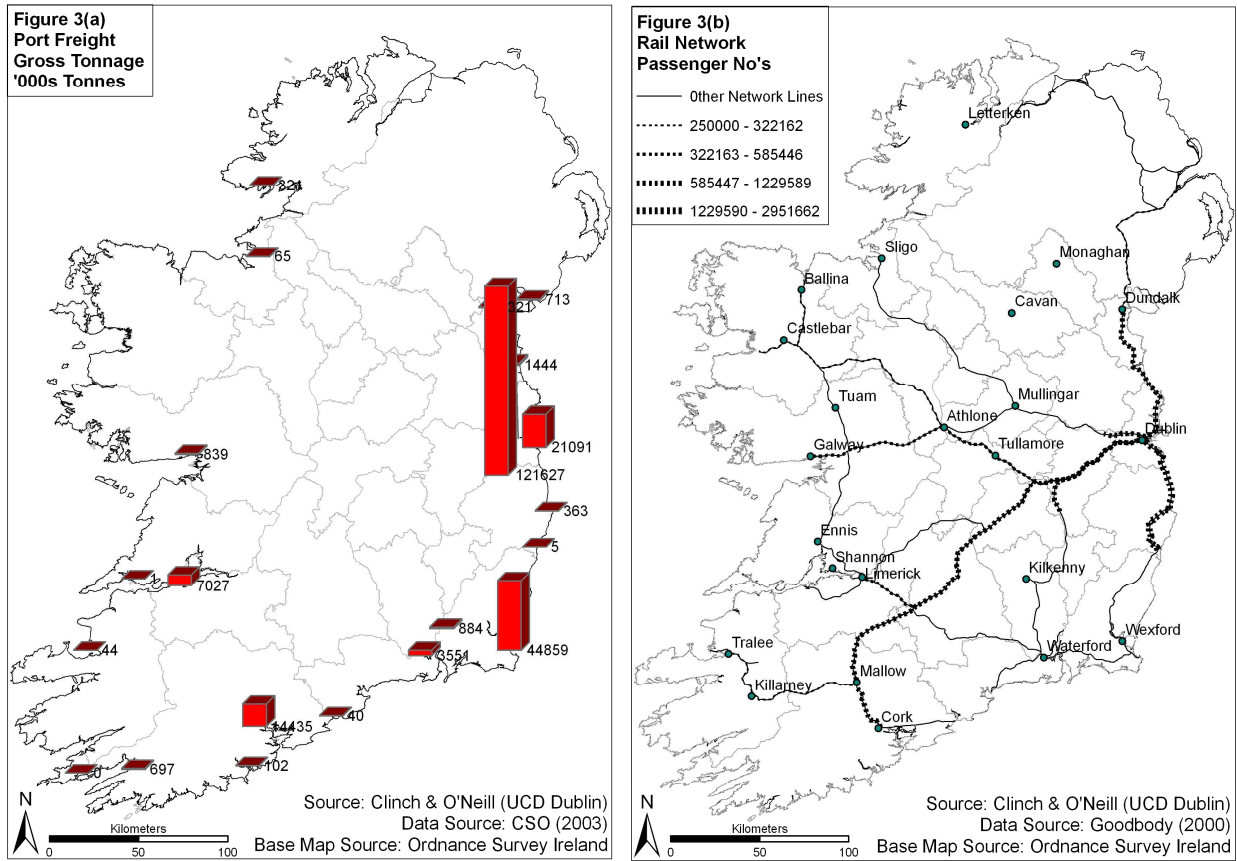 Figure 3(a)
Port Freight
Gross Tonnage
'000s Tonnes
321
65
713
321
1444
21091
121627
839
363
5
1
7027
884
3551
44859
44
14435
40
697
0
102
N
Kilometers
0 50 100
Source: Clinch & O'Neill (UCD Dublin)
Data Source: CSO (2003)
Base Map Source: Ordnance Survey Ireland
Figure 3(b)
Rail Network
Passenger No's
0ther Network Lines
250000 - 322162
322163 - 585446
585447 - 1229589
1229590 - 2951662
Letterken
Sligo
Monaghan
Ballina
Cavan
Dundalk
Castlebar
Tuam
Mullingar
Athlone
Dublin
Galway
Tullamore
Ennis
Shannon
Limerick
Kilkenny
Tralee
Wexford
Waterford
Killarney
Mallow
Cork
N
Kilometers
0 50 100
Source: Clinch & O'Neill (UCD Dublin)
Data Source: Goodbody (2000)
Base Map Source: Ordnance Survey Ireland